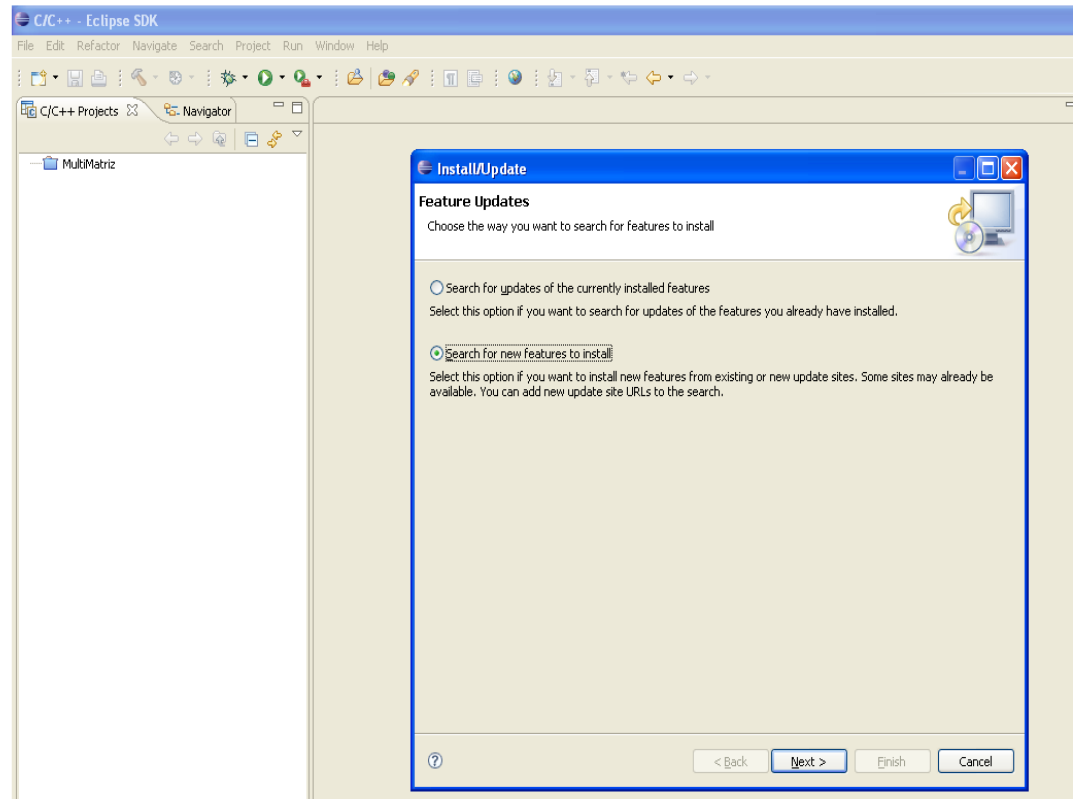 C/C++ - Eclipse SDK
File Edit Refactor Navigate Search Project Run Window Help
C/C++ Projects Navigator
MultiMatriz
Install/Update
Feature Updates
Choose the way you want to search for features to install
Search for updates of the currently installed features
Select this option if you want to search for updates of the features you already have installed.
Search for new features to install
Select this option if you want to install new features from existing or new update sites. Some sites may already be
available. You can add new update site URLs to the search.
< Back Next > Finish Cancel